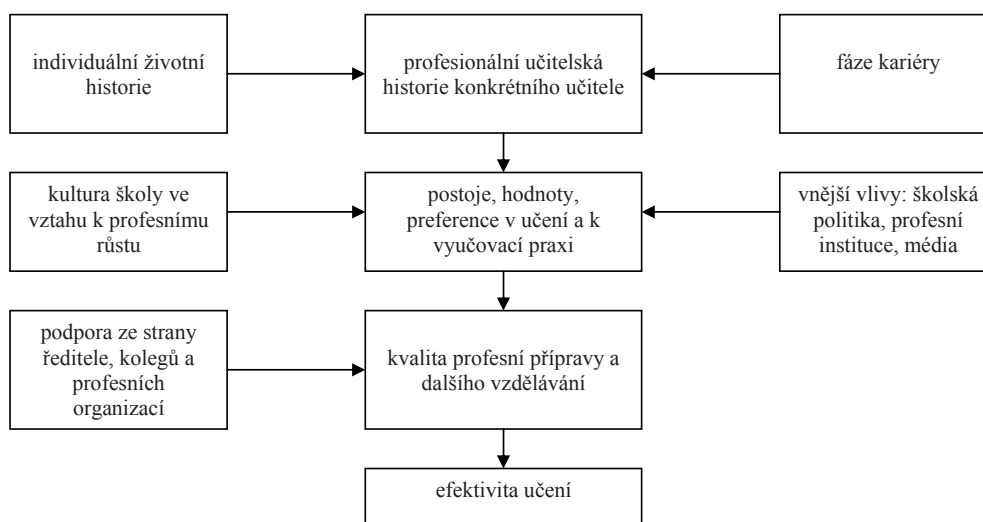 individuální životní
historie
profesionální učitelská
historie konkrétního učitele
fáze kariéry
kultura školy ve
vztahu k profesnímu
růstu
postoje, hodnoty,
preference v učení a k
vyučovací praxi
vnější vlivy: školská
politika, profesní
instituce, média
podpora ze strany
ředitele, kolegů a
profesních
organizací
kvalita profesní přípravy a
dalšího vzdělávání
efektivita učení